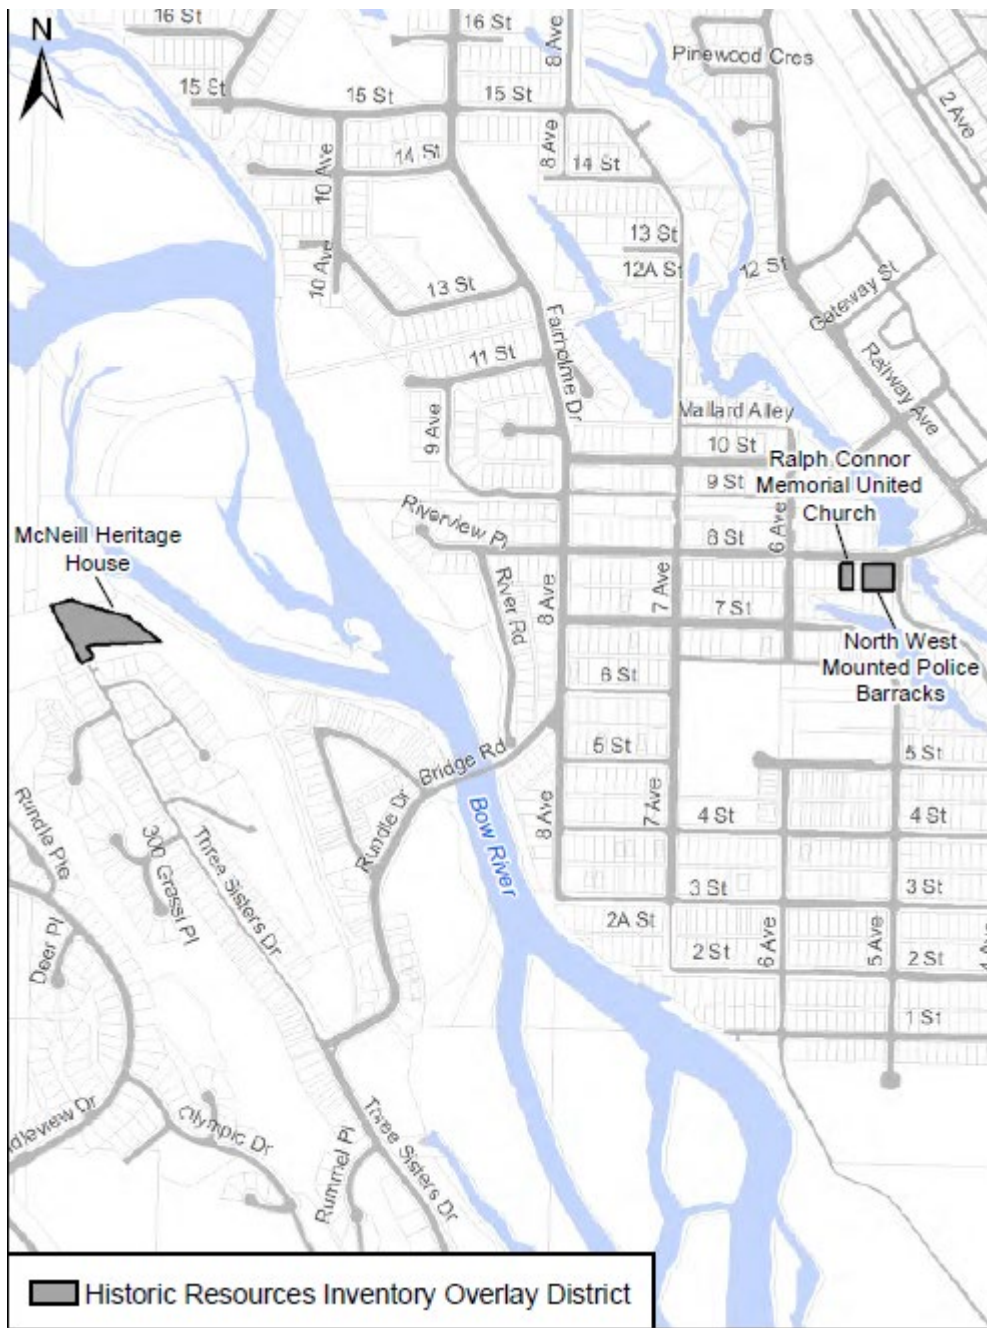 N
16 St
16 St
8 Ave
Pinewood Cres
15 St
15 St
15 St
2 Ave
14 St
8 Ave
14 St
10 Ave
13 St
12A St
12 St
10 Ave
13 St
Gateway St
Fairholme Dr
11 St
Railway Ave
9 Ave
Mallard Alley
10 St
Ralph Connor
Memorial United
Church
9 St
Riverview Pl
6 Ave
8 St
McNeill Heritage
House
River Rd
8 Ave
7 Ave
7 St
North West
Mounted Police
Barracks
6 St
5 St
5 St
Bridge Rd
Rundle Dr
Bow River
8 Ave
7 Ave
4 St
4 St
Rundle Pl
300 Grassi Pl
Three Sisters Dr
3 St
3 St
2A St
Deer Pl
2 St
6 Ave
5 Ave
2 St
1 St
dleview Dr
Olympic Dr
Rummel Pl
Three Sisters Dr
Historic Resources Inventory Overlay District